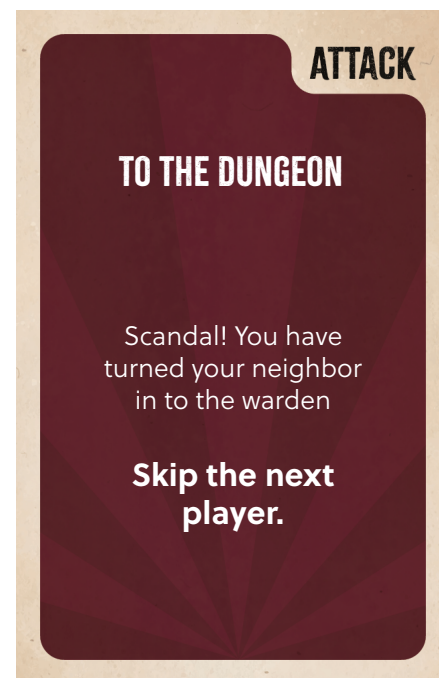 ATTACK
TO THE DUNGEON
Scandal! You have
turned your neighbor
in to the warden
Skip the next
player.